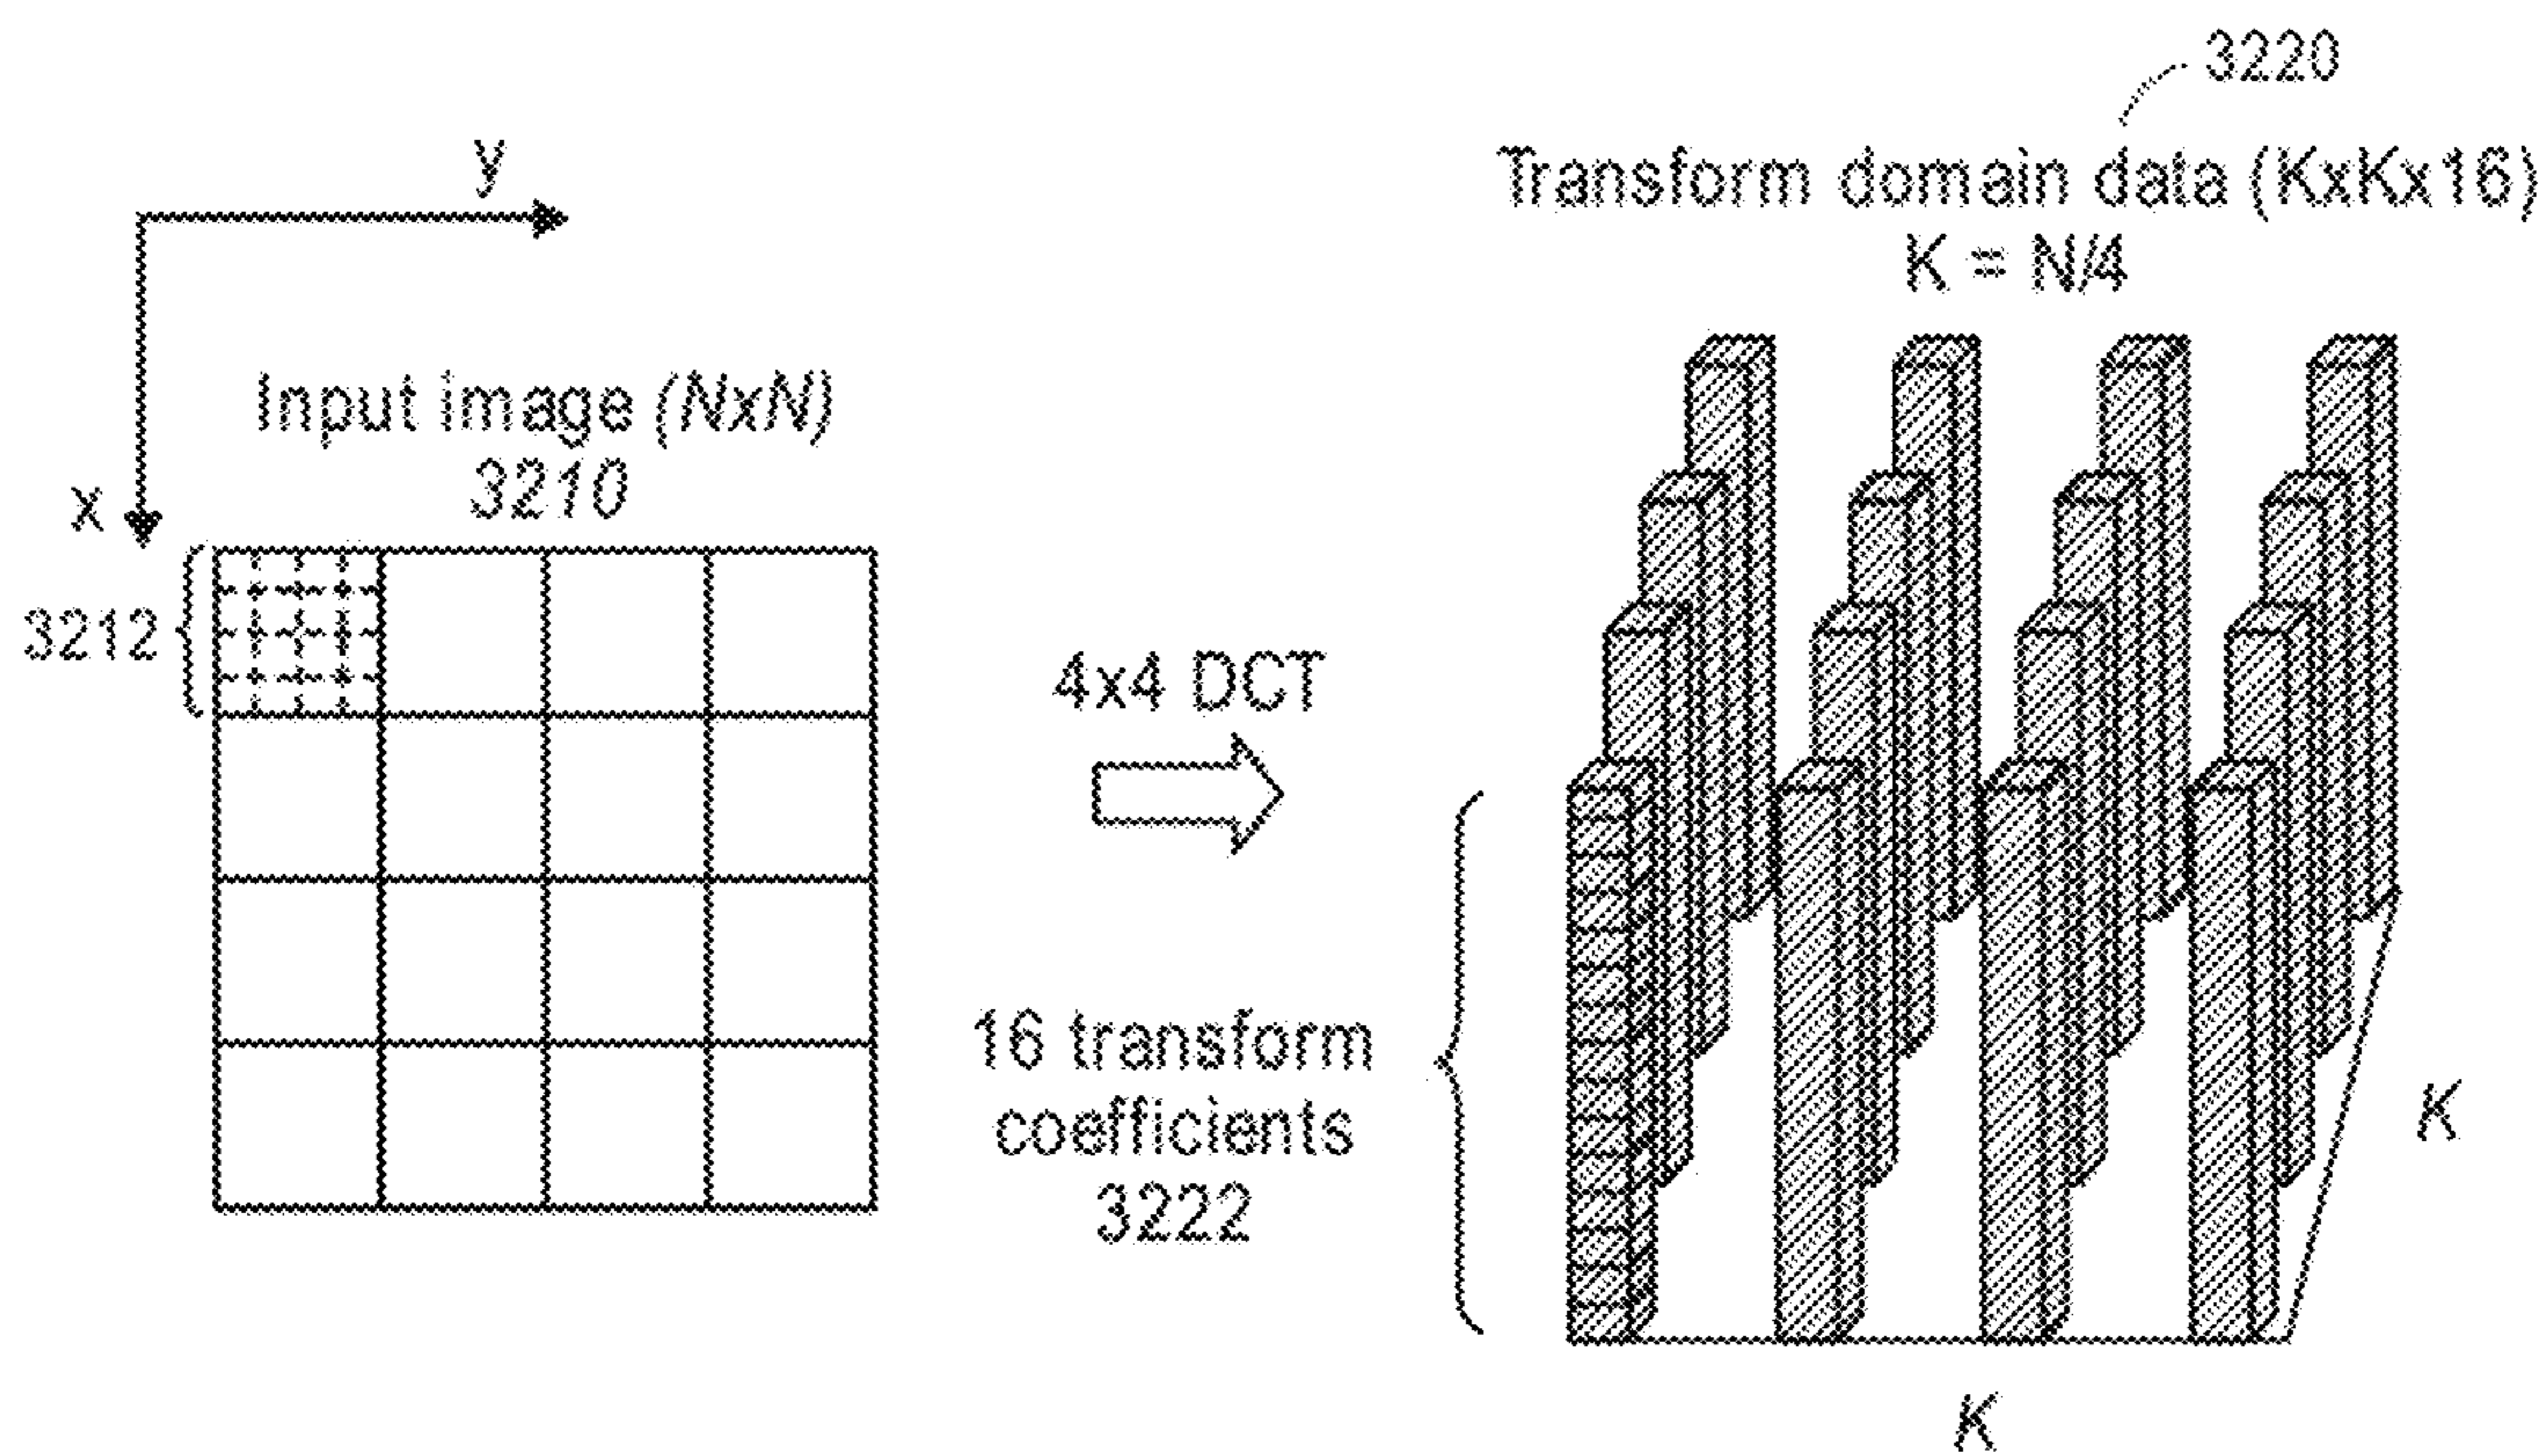 3220
Transform domain data (KxKx16)
K = N/4
y
x
Input image (NxN)
3210
3212
4x4 DCT
16 transform
coefficients
3222
K
K